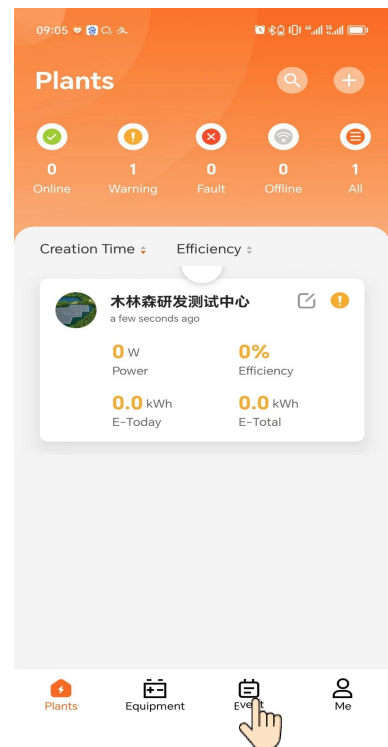 09:05
Plants
0 1 0 0 1
Online Warning Fault Offline All
Creation Time Efficiency
木林森研发测试中心
a few seconds ago
0 W 0%
Power Efficiency
0.0 kWh 0.0 kWh
E-Today E-Total
Plants Equipment Event Me